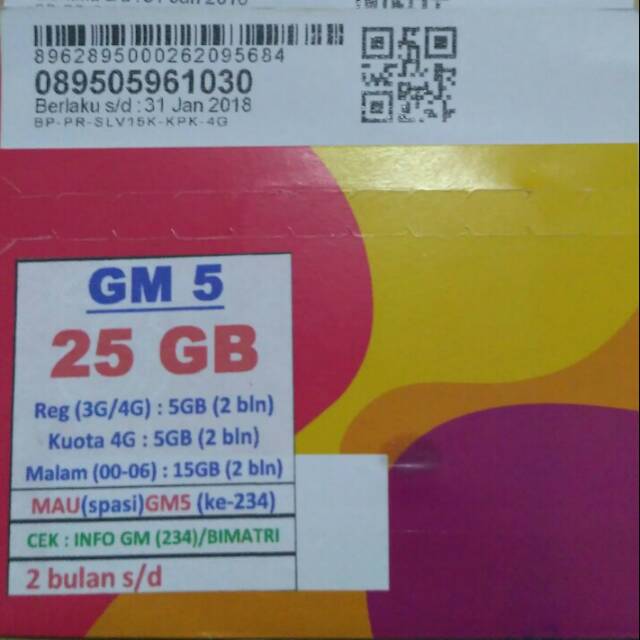 8962895000262095684
089505961030
Berlaku s/d : 31 Jan 2018
BP-PR-SLV15K-KPK-4G
GM 5
25 GB
Reg (3G/4G) : 5GB (2 bln)
Kuota 4G : 5GB (2 bln)
Malam (00-06) : 15GB (2 bln)
MAU(spasi)GM5 (ke-234)
CEK : INFO GM (234)/BIMATRI
2 bulan s/d